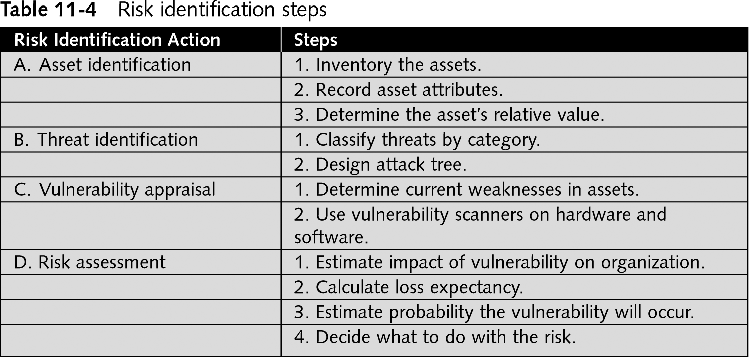 Table 11-4 Risk identification steps
Risk Identification Action Steps
A. Asset identification 1. Inventory the assets.
2. Record asset attributes.
3. Determine the asset's relative value.
B. Threat identification 1. Classify threats by category.
2. Design attack tree.
C. Vulnerability appraisal 1. Determine current weaknesses in assets.
2. Use vulnerability scanners on hardware and
software.
D. Risk assessment 1. Estimate impact of vulnerability on organization.
2. Calculate loss expectancy.
3. Estimate probability the vulnerability will occur.
4. Decide what to do with the risk.